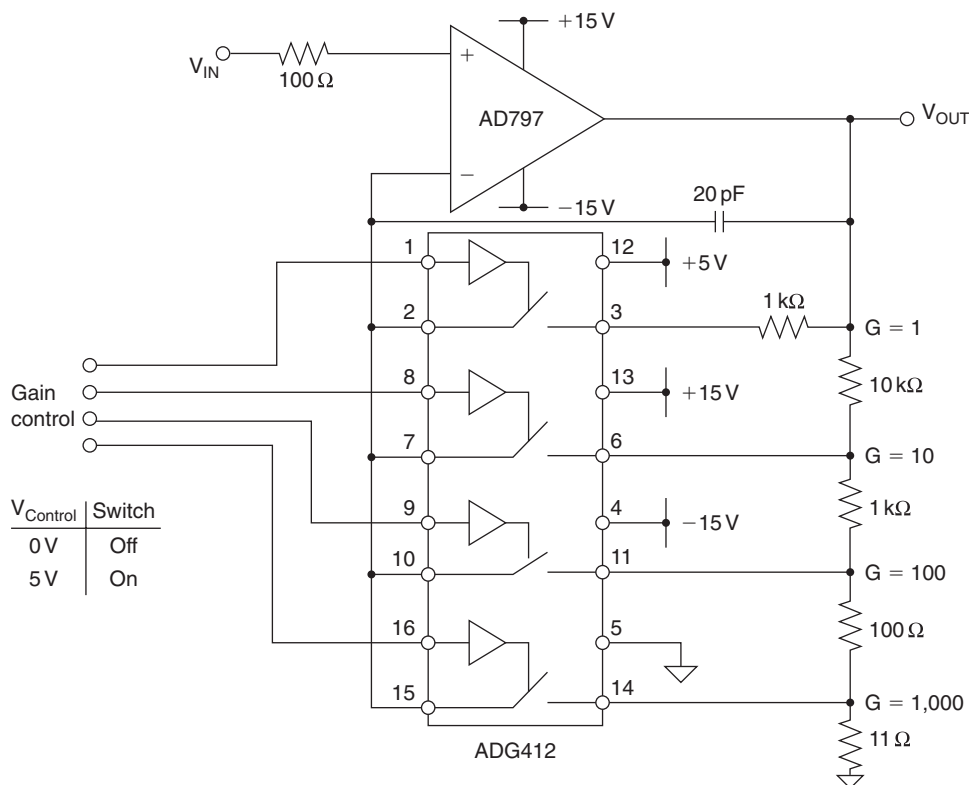 +15 V
V_IN
100 Ω
+
AD797
−
V_OUT
−15 V
20 pF
1
12
+5 V
2
3
1 kΩ
G = 1
8
13
+15 V
10 kΩ
Gain
control
7
6
G = 10
V_Control Switch
0 V Off
5 V On
9
4
−15 V
1 kΩ
10
11
G = 100
16
5
100 Ω
15
14
G = 1,000
11 Ω
ADG412